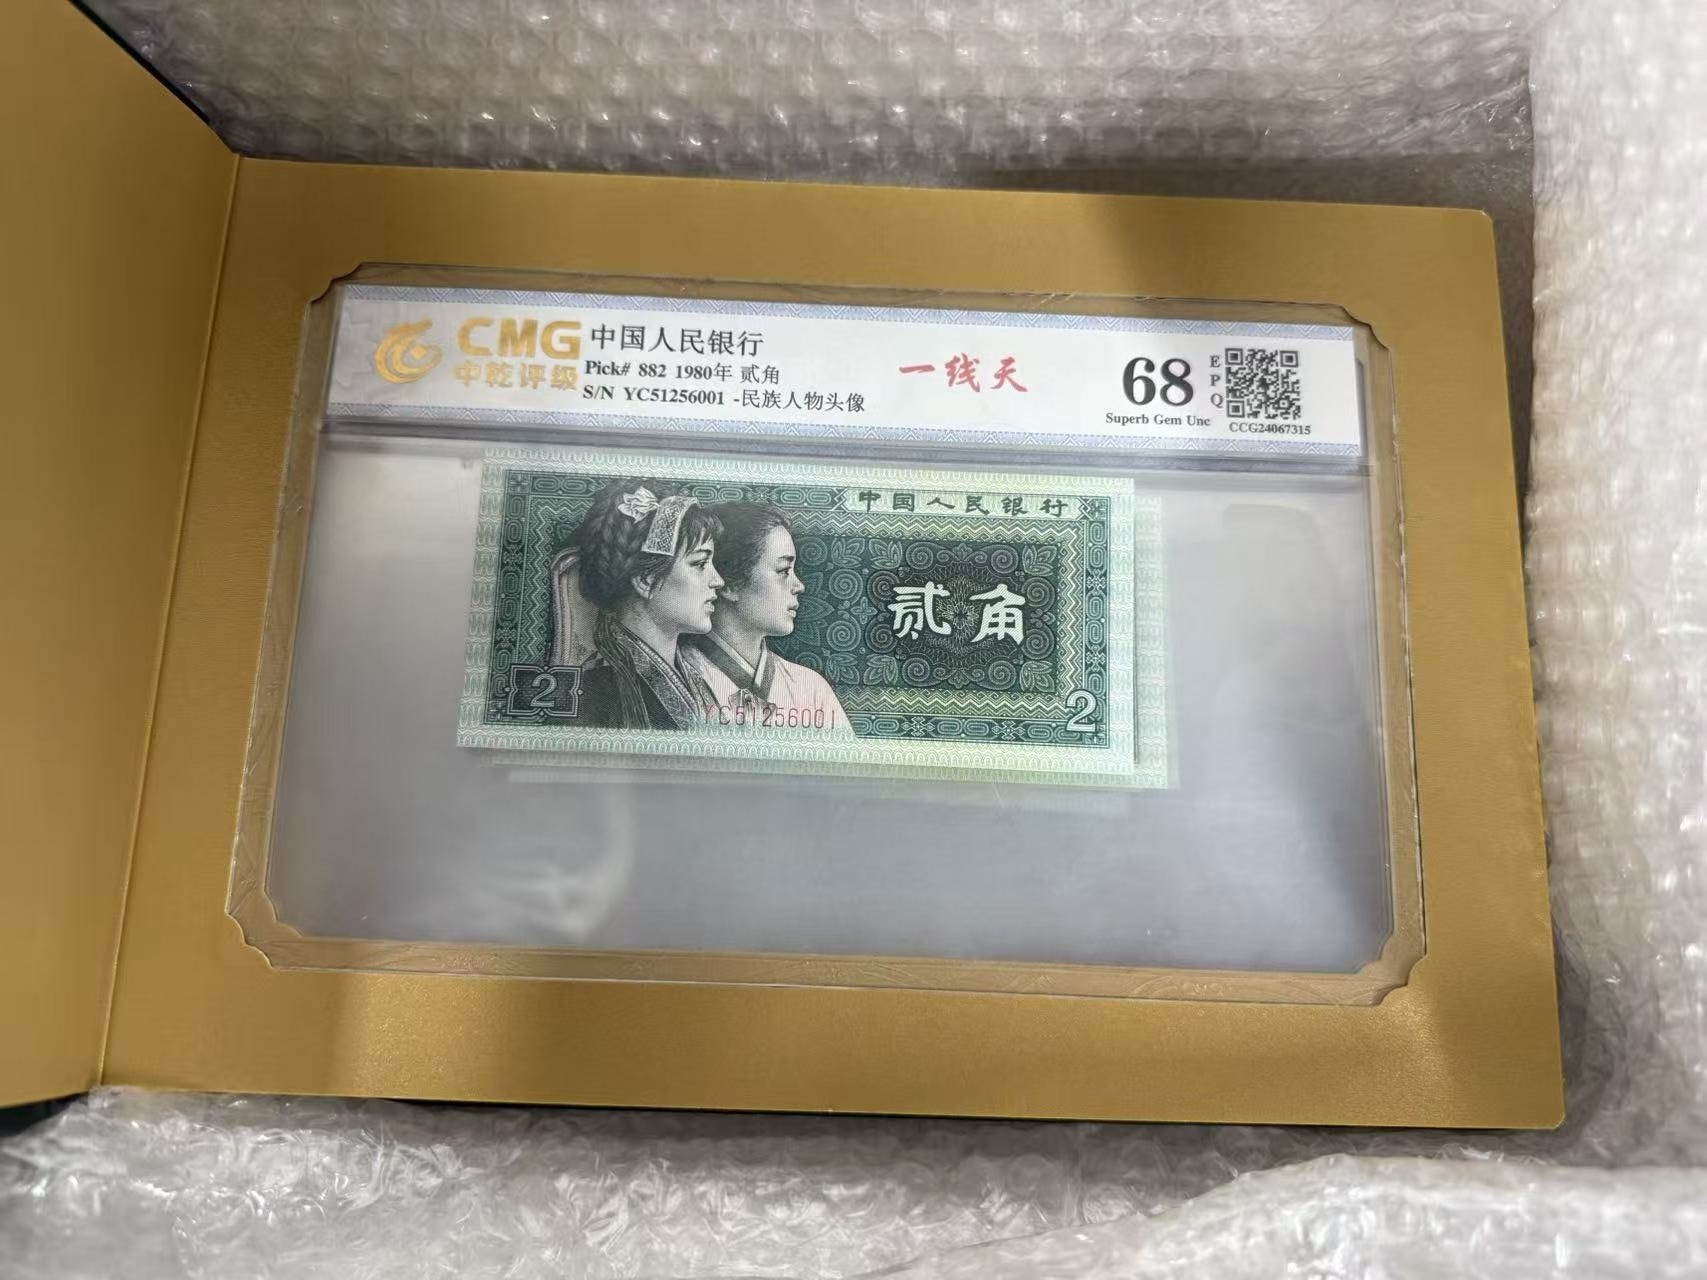 CMG
中乾评级
中国人民银行
Pick# 882 1980年 贰角
S/N YC51256001 -民族人物头像
一线天
68
EPQ
Superb Gem Unc
CCG24067315
中国人民银行
贰角
2
YC51256001
2